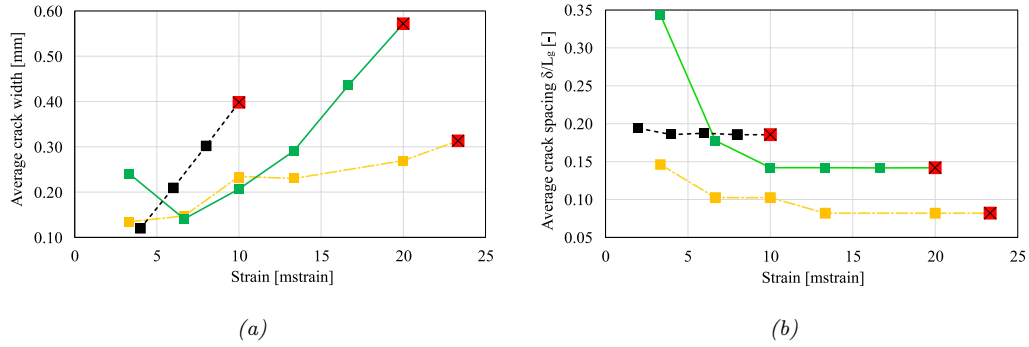 0.60
0.50
0.40
0.30
0.20
0.10
Average crack width [mm]
0 5 10 15 20 25
Strain [mstrain]
(a)
0.35
0.30
0.25
0.20
0.15
0.10
0.05
Average crack spacing δ/Lg [-]
0 5 10 15 20 25
Strain [mstrain]
(b)